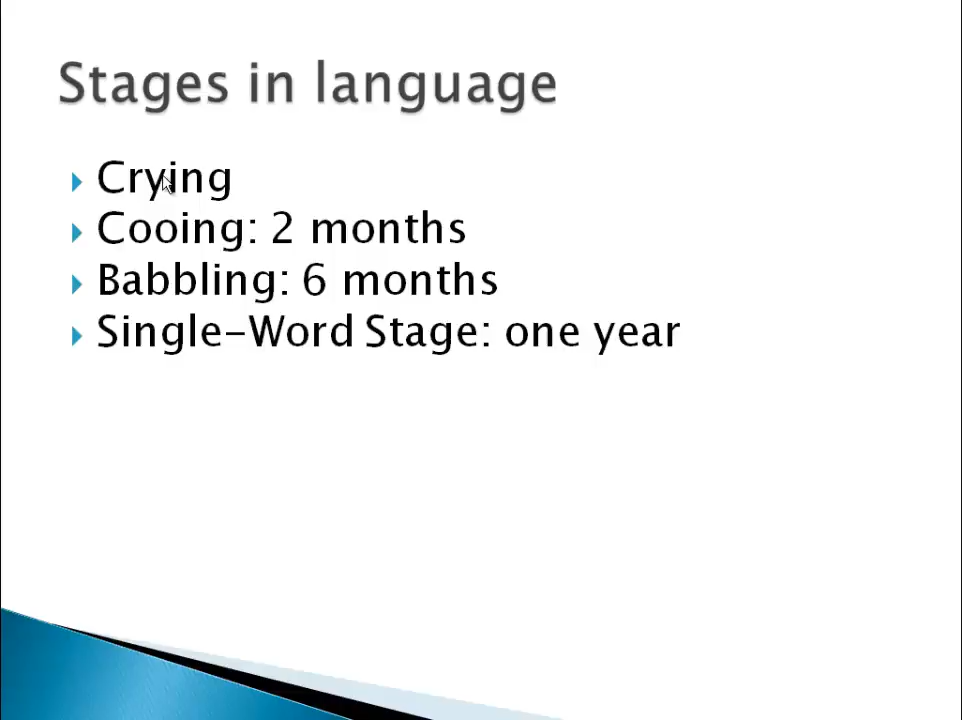 Stages in language
Crying
Cooing: 2 months
Babbling: 6 months
Single-Word Stage: one year